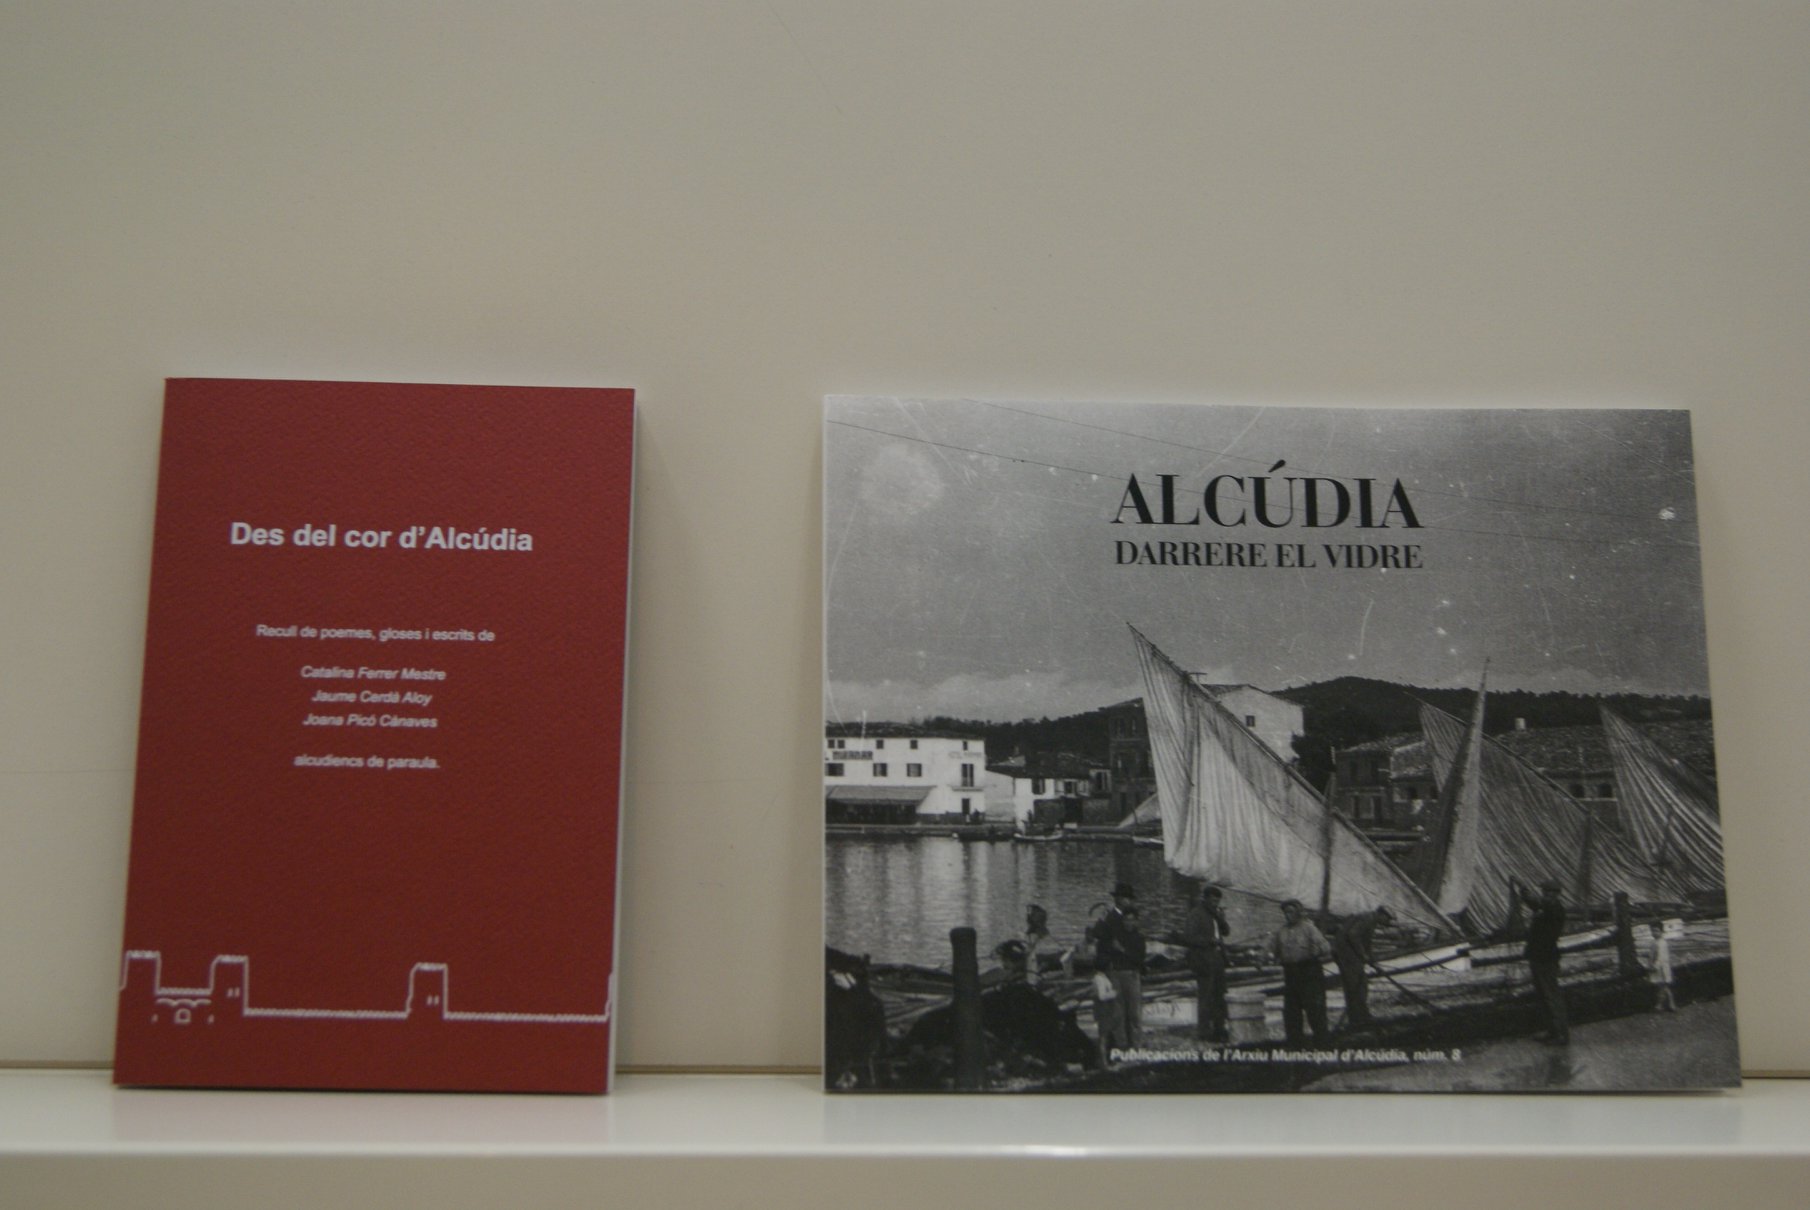 Des del cor d'Alcúdia
Recull de poemes, gloses i escrits de
Catalina Ferrer Mestre
Jaume Cerdà Aloy
Joana Picó Cànaves
alcudiencs de paraula.
ALCÚDIA
DARRERE EL VIDRE
Publicacions de l'Arxiu Municipal d'Alcúdia, núm. 8